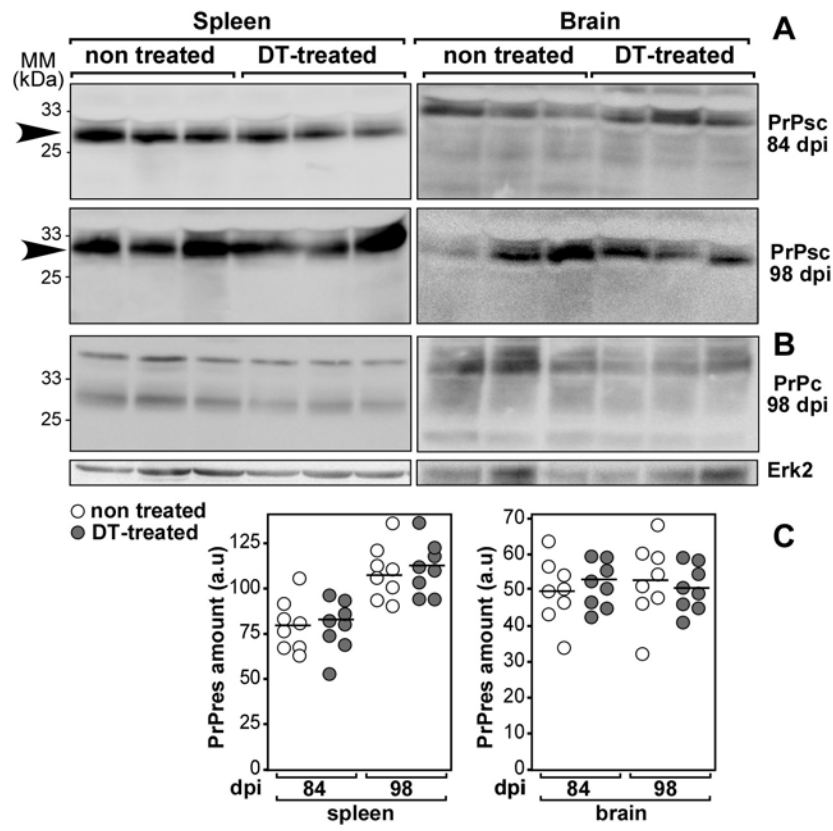 Spleen Brain A
non treated DT-treated non treated DT-treated
MM
(kDa)
33
25
PrPsc
84 dpi
33
25
PrPsc
98 dpi
B
33
25
PrPc
98 dpi
Erk2
non treated
DT-treated
C
PrPres amount (a.u)
125
100
75
50
25
0
dpi 84 98
spleen
PrPres amount (a.u)
70
60
50
40
30
20
10
0
84 98
brain